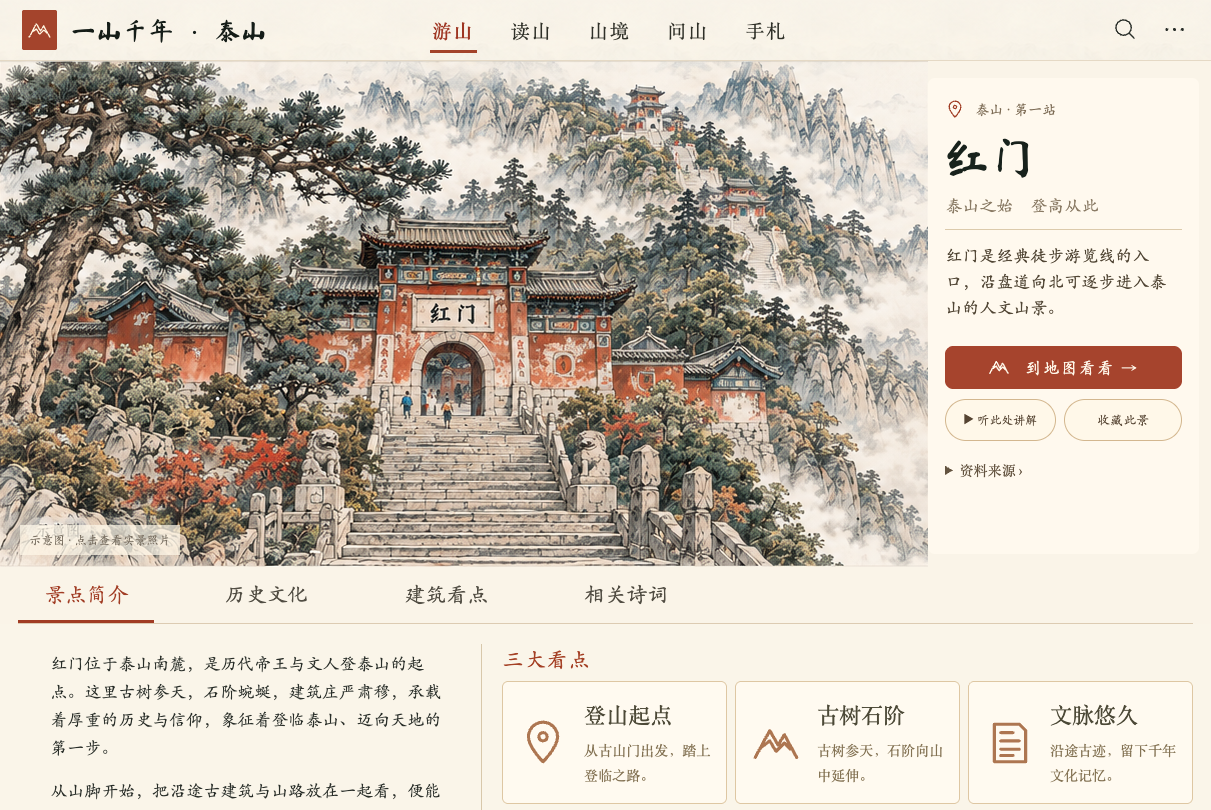 一山千年 · 泰山
游山 读山 山境 问山 手札
泰山·第一站
红门
泰山之始 登高从此
红门是经典徒步游览线的入
口，沿盘道向北可逐步进入泰
山的人文山景。
到地图看看 →
▶ 听此处讲解 收藏此景
▶ 资料来源 ›
红门
示意图 · 点击查看实景照片
景点简介 历史文化 建筑看点 相关诗词
红门位于泰山南麓，是历代帝王与文人登泰山的起
点。这里古树参天，石阶蜿蜒，建筑庄严肃穆，承载
着厚重的历史与信仰，象征着登临泰山、迈向天地的
第一步。
从山脚开始，把沿途古建筑与山路放在一起看，便能
三大看点
登山起点
从古山门出发，踏上
登临之路。
古树石阶
古树参天，石阶向山
中延伸。
文脉悠久
沿途古迹，留下千年
文化记忆。